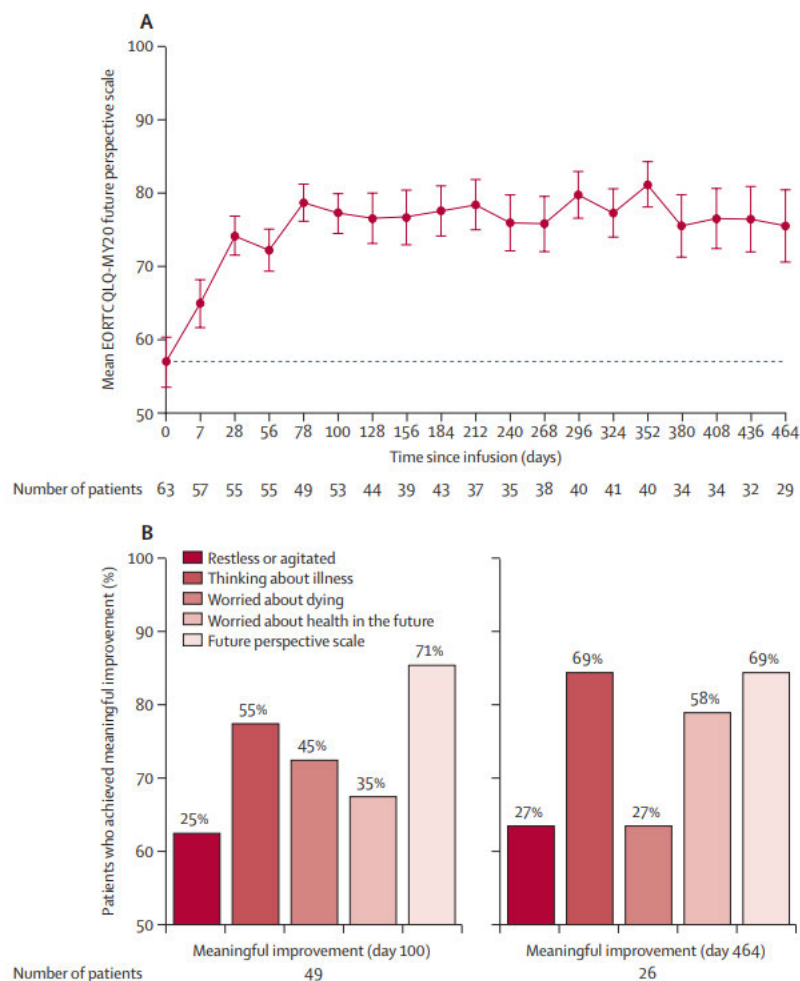 A
Mean EORTC QLQ-MY20 future perspective scale
100
90
80
70
60
50
0 7 28 56 78 100 128 156 184 212 240 268 296 324 352 380 408 436 464
Time since infusion (days)
Number of patients 63 57 55 55 49 53 44 39 43 37 35 38 40 41 40 34 34 32 29
B
Patients who achieved meaningful improvement (%)
100
90
80
70
60
50
Restless or agitated
Thinking about illness
Worried about dying
Worried about health in the future
Future perspective scale
25% 55% 45% 35% 71%
27% 69% 27% 58% 69%
Meaningful improvement (day 100) Meaningful improvement (day 464)
Number of patients 49 26